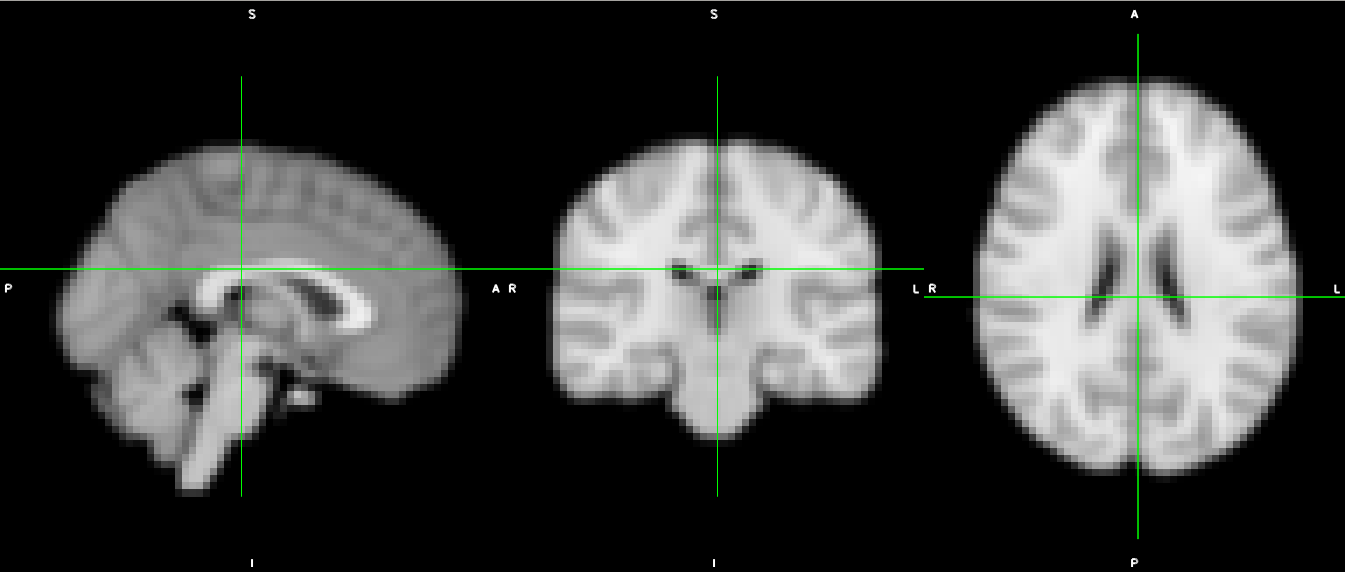 S S A
P A R L R L
I I P